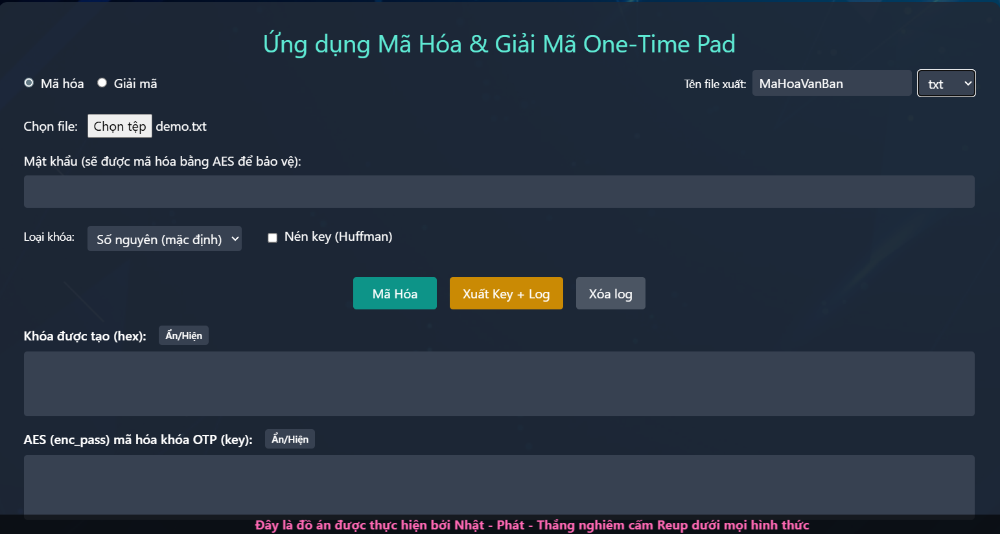 Ứng dụng Mã Hóa & Giải Mã One-Time Pad
Mã hóa Giải mã Tên file xuất: MaHoaVanBan txt
Chọn file: Chọn tệp demo.txt
Mật khẩu (sẽ được mã hóa bằng AES để bảo vệ):
Loại khóa: Số nguyên (mặc định) Nén key (Huffman)
Mã Hóa Xuất Key + Log Xóa log
Khóa được tạo (hex): Ẩn/Hiện
AES (enc_pass) mã hóa khóa OTP (key): Ẩn/Hiện
Đây là đồ án được thực hiện bởi Nhật - Phát - Thắng nghiêm cấm Reup dưới mọi hình thức